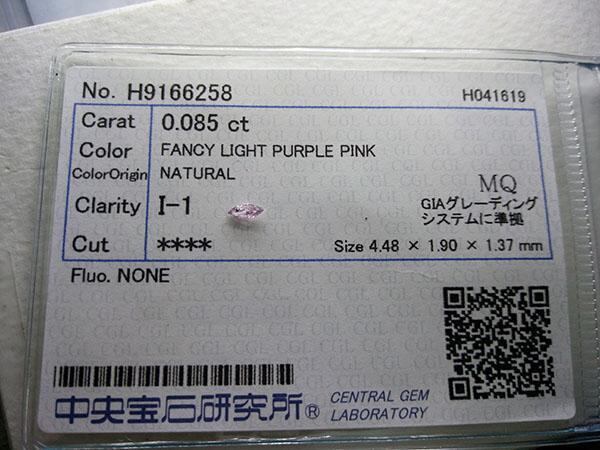 No. H9166258
H041619
Carat 0.085 ct
Color FANCY LIGHT PURPLE PINK
ColorOrigin NATURAL
MQ
Clarity I-1
GIAグレーディング
システムに準拠
Cut ****
Size 4.48 × 1.90 × 1.37 mm
Fluo. NONE
中央宝石研究所®
CENTRAL GEM
LABORATORY